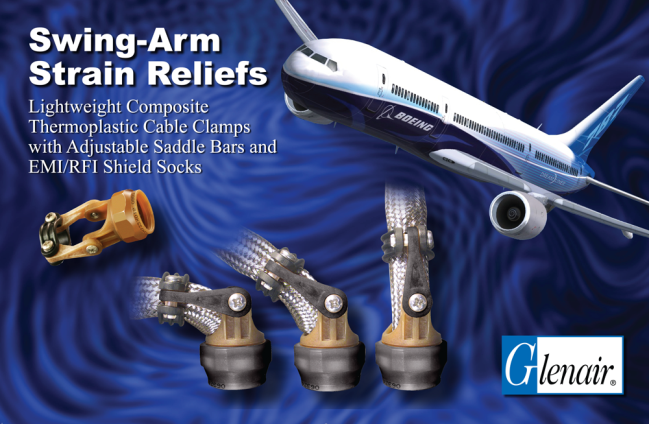 Swing-Arm
Strain Reliefs
Lightweight Composite
Thermoplastic Cable Clamps
with Adjustable Saddle Bars and
EMI/RFI Shield Socks
BOEING
Glenair®